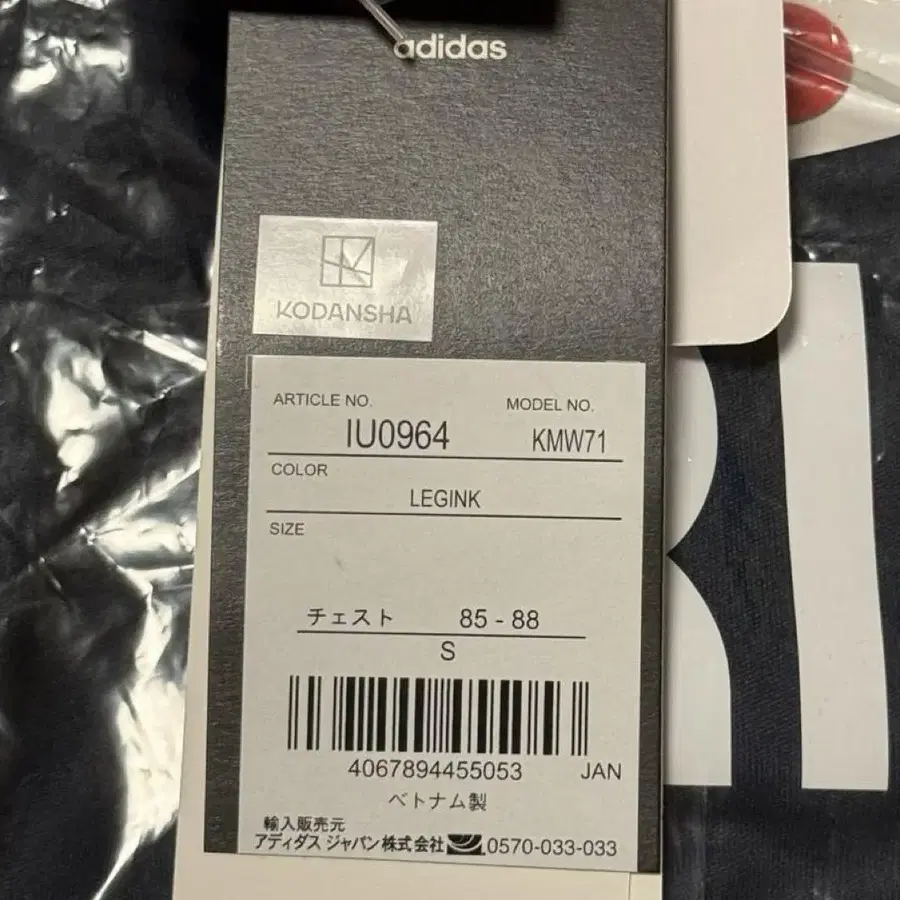 adidas
KODANSHA
ARTICLE NO. MODEL NO.
IU0964 KMW71
COLOR
LEGINK
SIZE
チェスト 85 - 88
S
4067894455053 JAN
ベトナム製
輸入販売元
アディダス ジャパン株式会社 0570-033-033